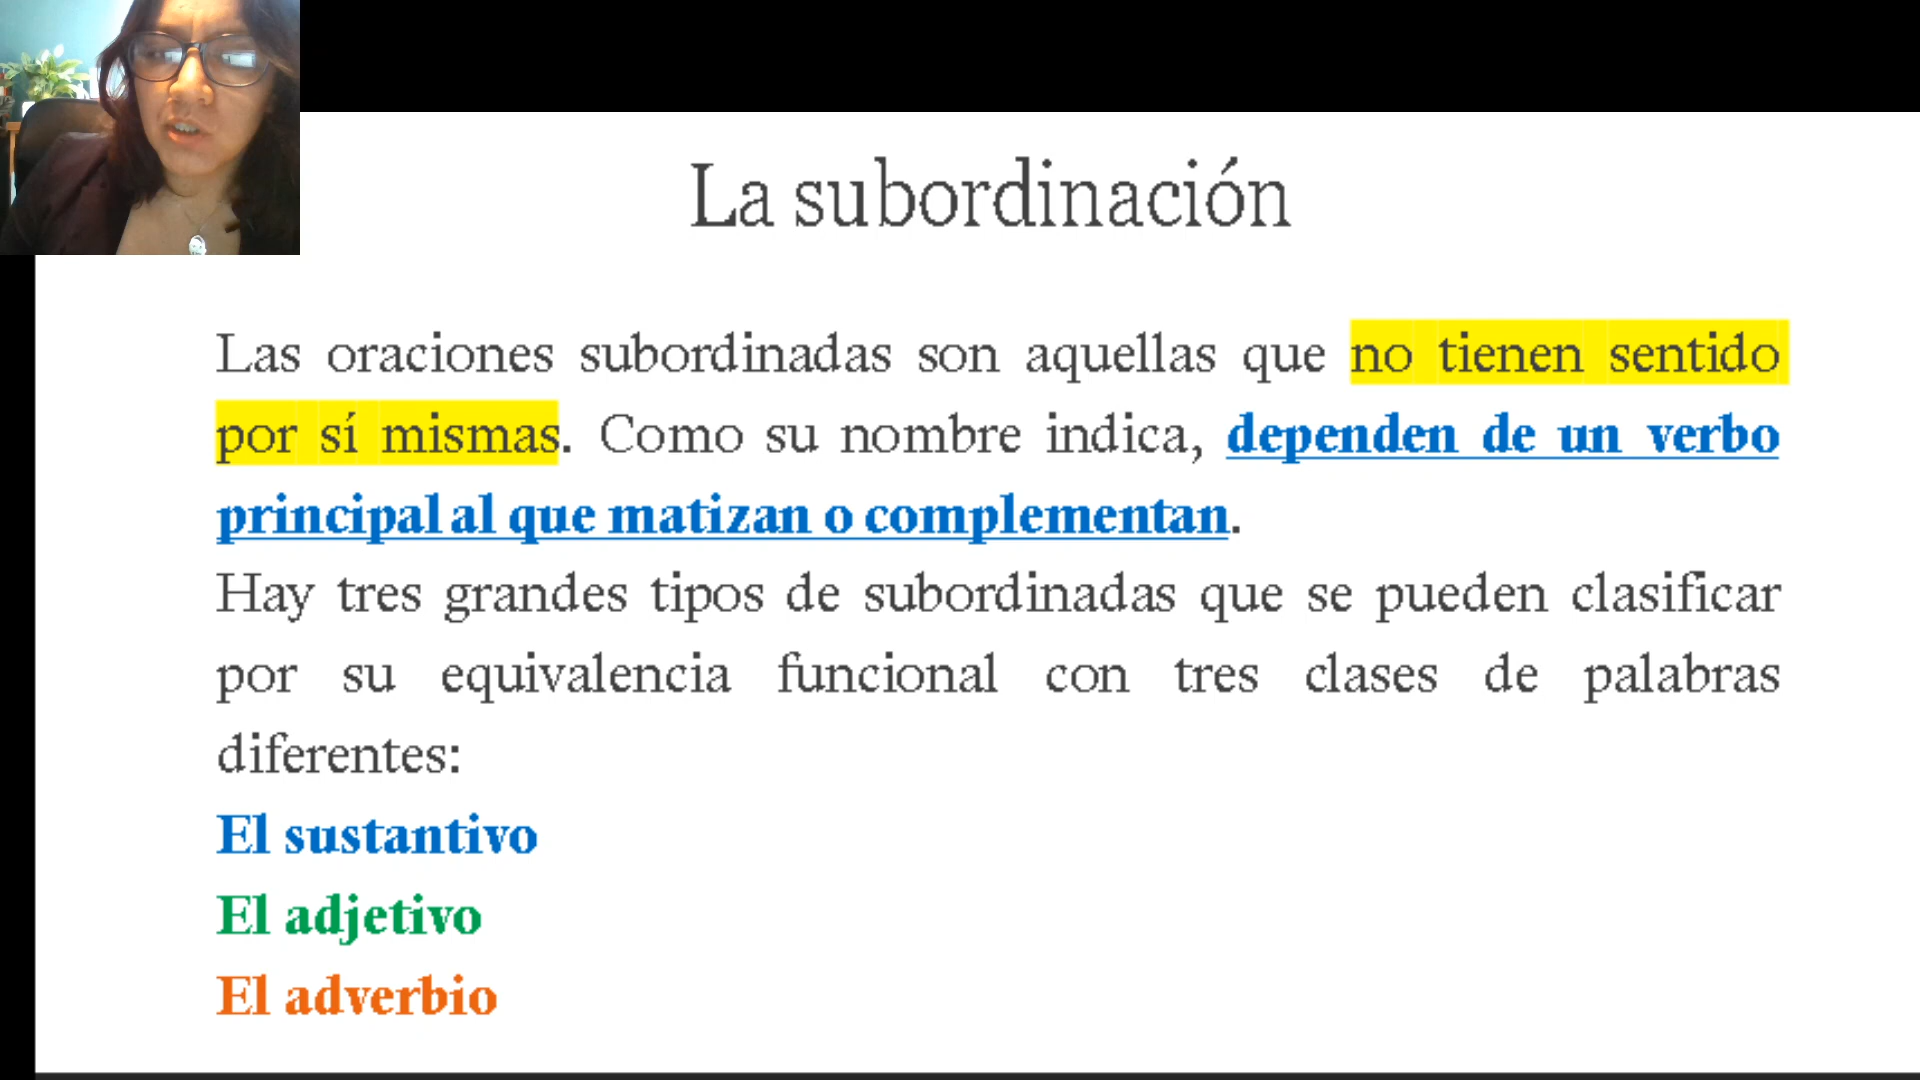 La subordinación
Las oraciones subordinadas son aquellas que no tienen sentido
por sí mismas. Como su nombre indica, dependen de un verbo
principal al que matizan o complementan.
Hay tres grandes tipos de subordinadas que se pueden clasificar
por su equivalencia funcional con tres clases de palabras
diferentes:
El sustantivo
El adjetivo
El adverbio